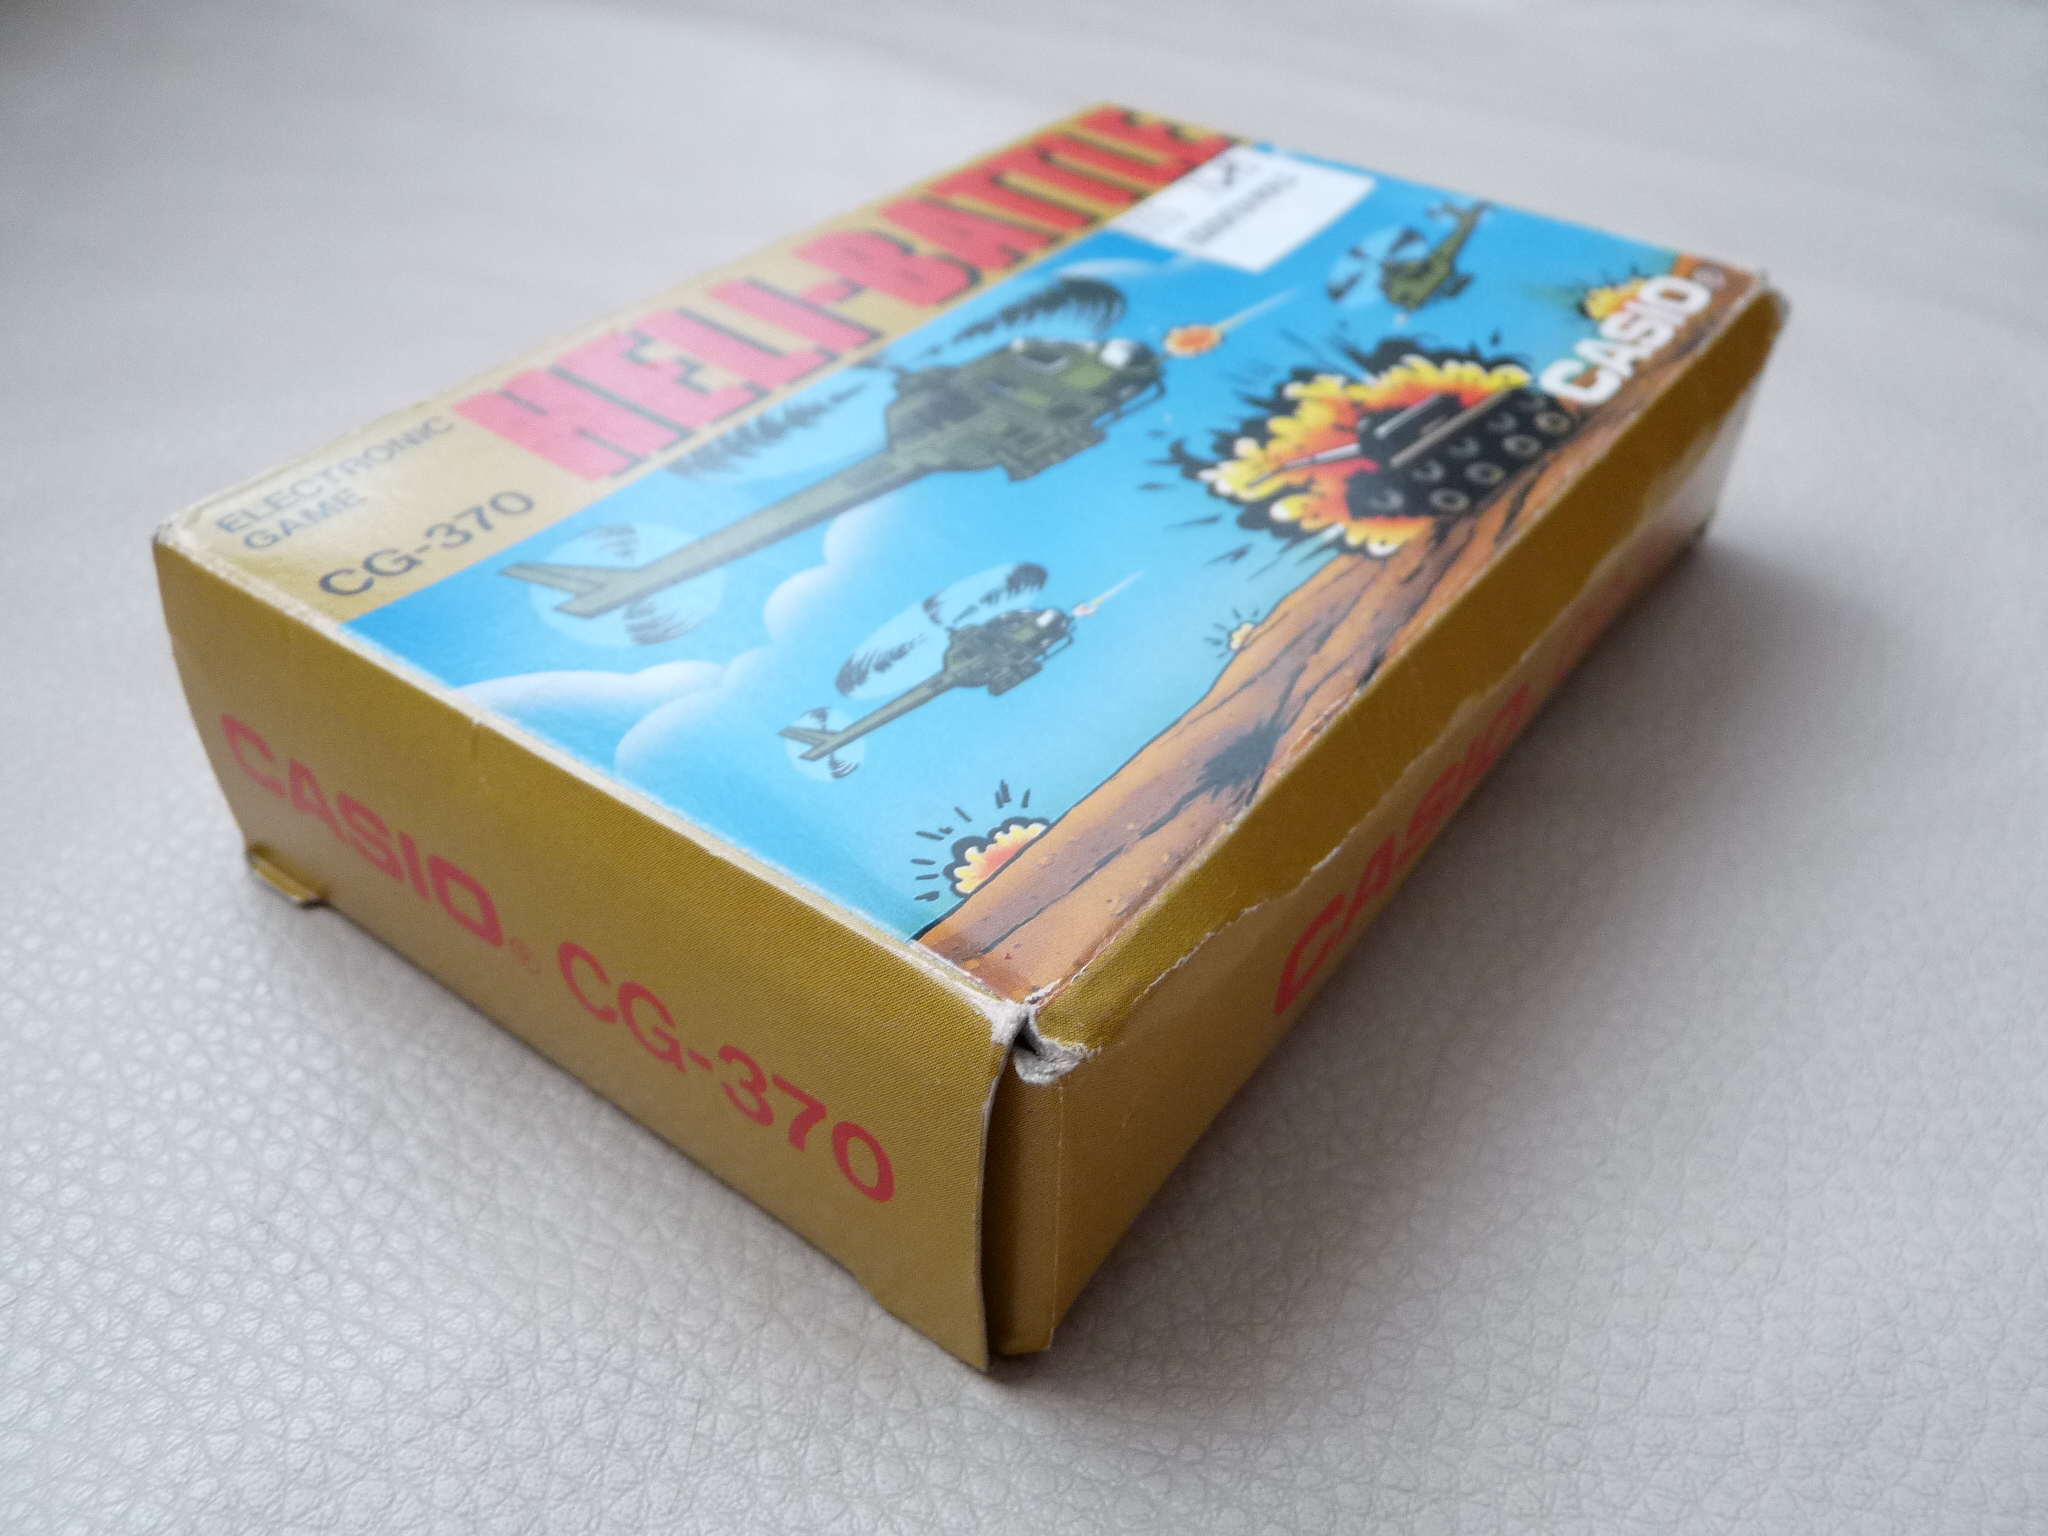 HELI-BATTLE
ELECTRONIC
GAME
CG-370
CASIO®
CASIO® CG-370
CASIO